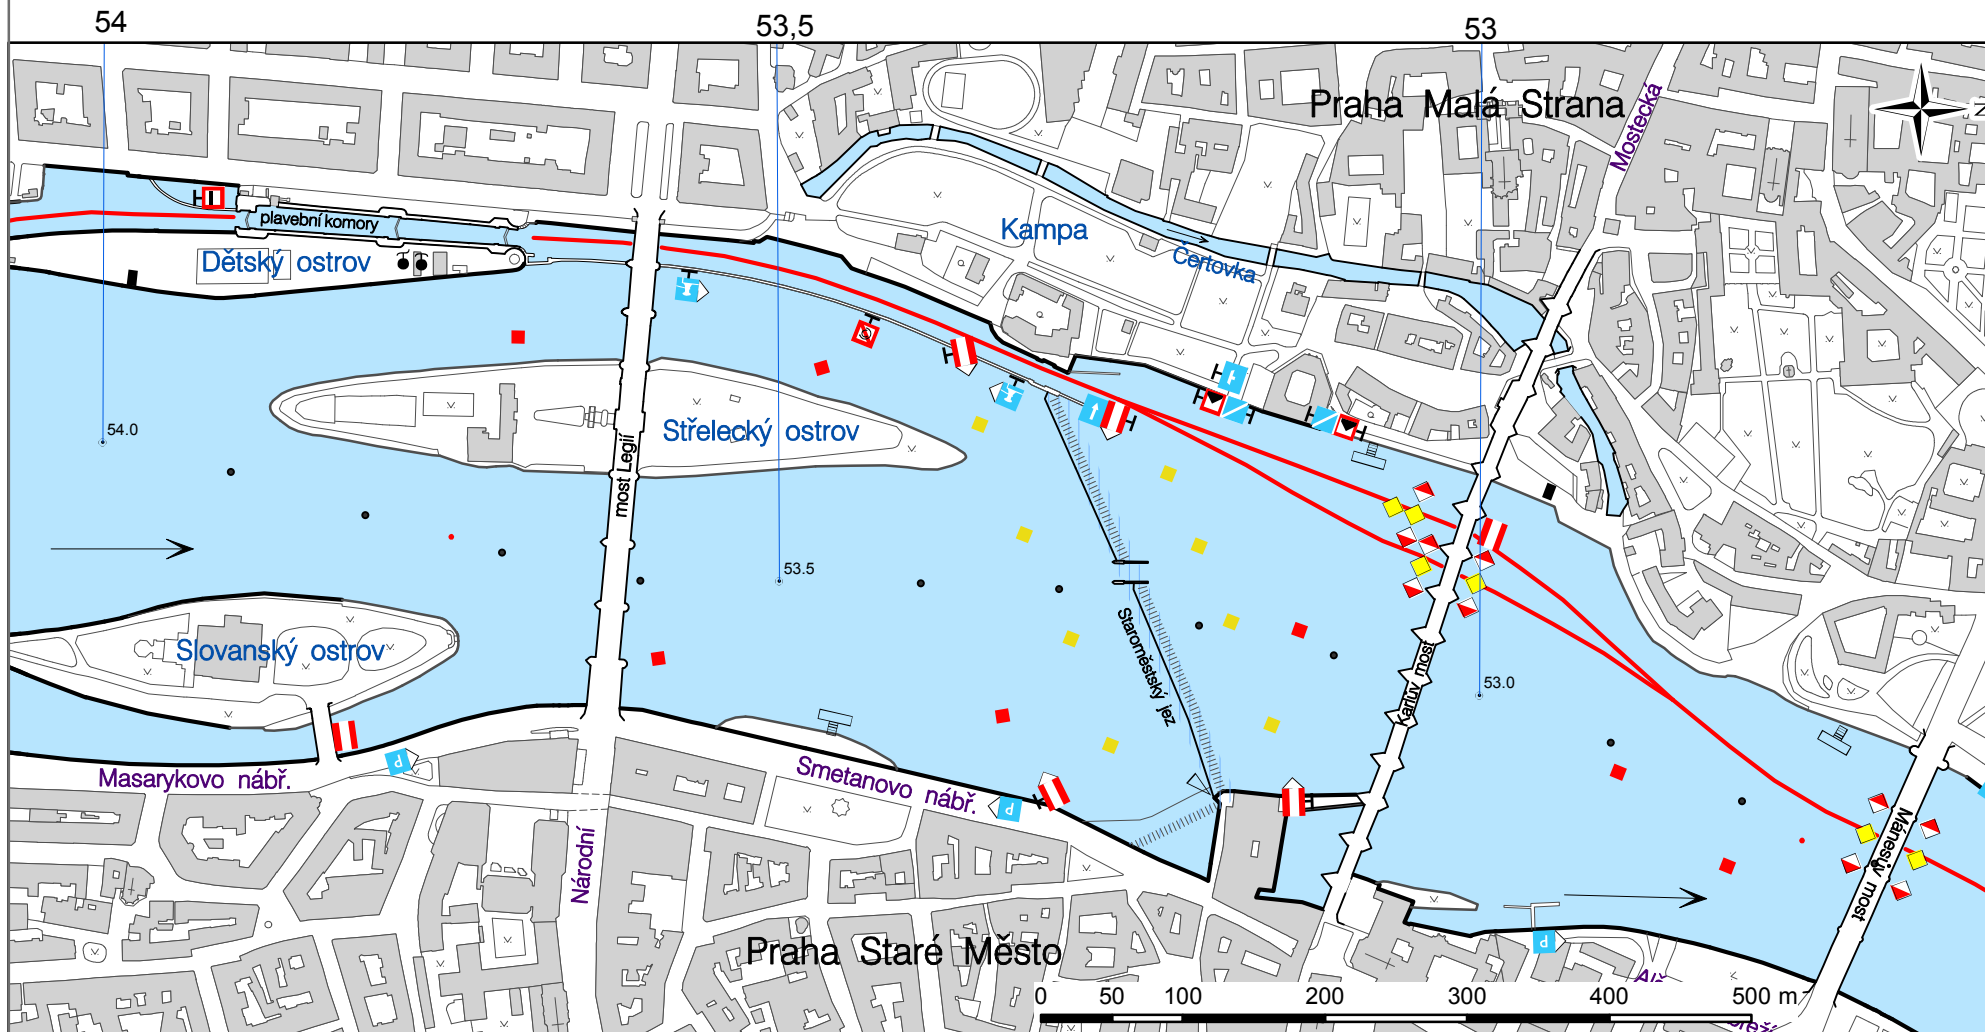 54
53,5
53
Praha Malá Strana
Mostecká
plavební komory
Kampa
Čertovka
Dětský ostrov
54.0
Střelecký ostrov
most Legií
53.5
Slovanský ostrov
Staroměstský jez
Karlův most
53.0
Masarykovo nábř.
Smetanovo nábř.
P
P
Národní
Mánesův most
P
Praha Staré Město
0 50 100 200 300 400 500 m